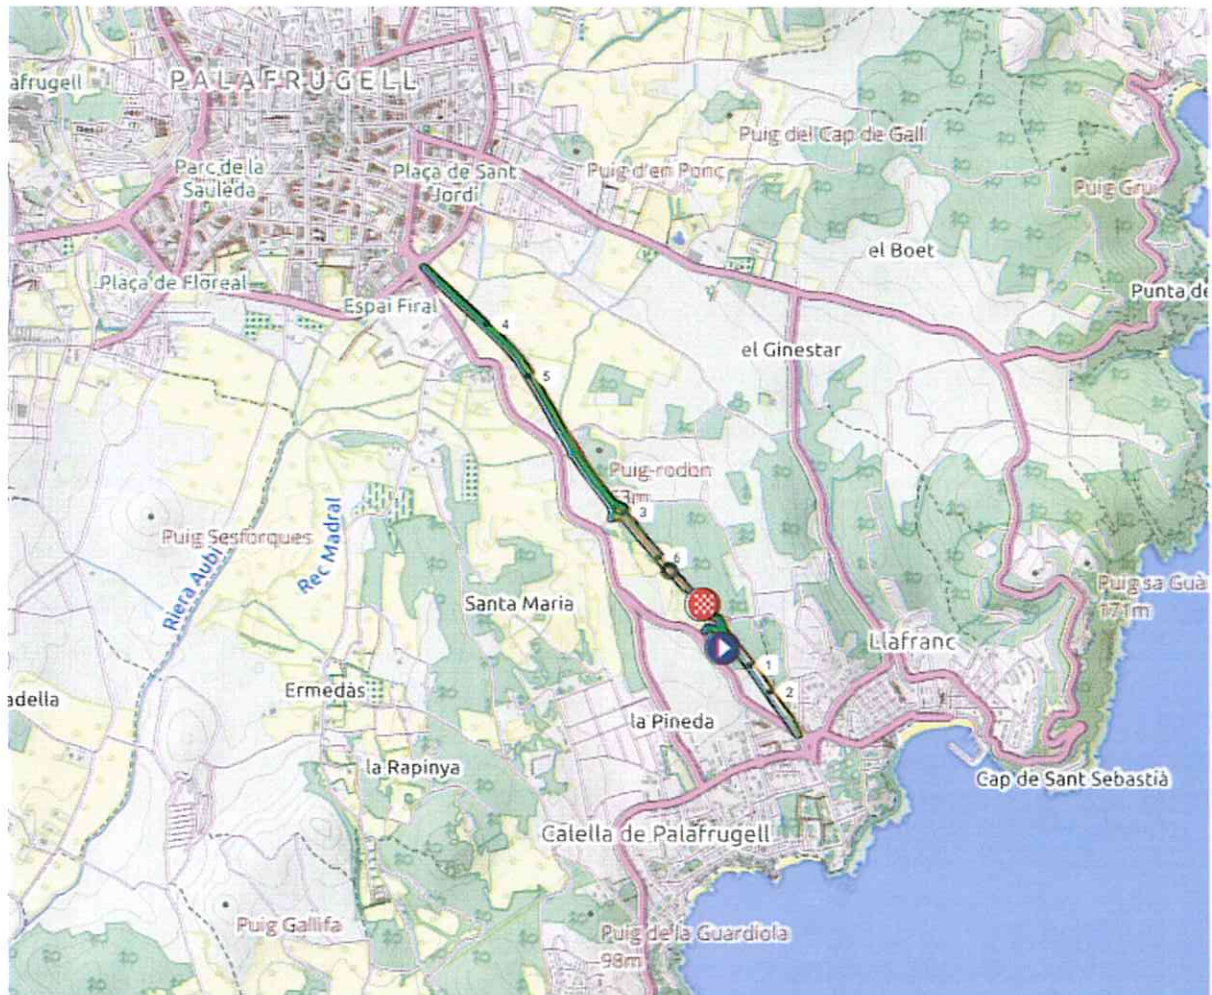 PALAFRUGELL
afrugell
Puig del Cap de Gall
Parc de la
Sauleda
Plaça de Sant
Jordi
Puig d'en Ponç
Puig Gruí
el Boet
Plaça de Floreal
Espai Firal
Punta de
4
el Ginestar
5
Puig-rodon
53m
3
Puig Sesforques
Rec Madral
Riera Aubi
6
Puig sa Guà
171m
Santa Maria
Llafranc
1
Ermedàs
2
adella
la Pineda
la Rapinya
Cap de Sant Sebastià
Calella de Palafrugell
Puig Gallifa
Puig de la Guardiola
98m